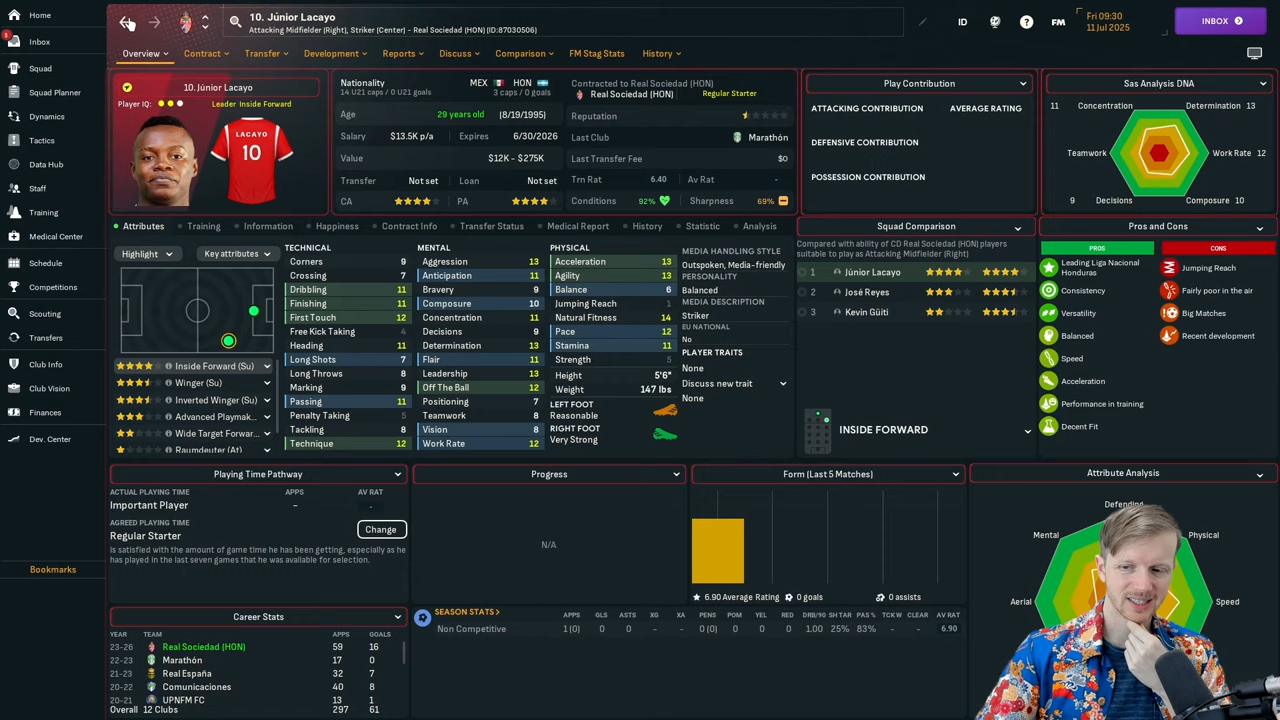 Home
10. Júnior Lacayo
Attacking Midfielder (Right), Striker (Center) - Real Sociedad (HON) (ID:87030506)
ID
FM
Fri 09:30
11 Jul 2025
INBOX
5
Inbox
Overview
Contract
Transfer
Development
Reports
Discuss
Comparison
FM Stag Stats
History
Squad
Squad Planner
Dynamics
Tactics
Data Hub
Staff
Training
Medical Center
Schedule
Competitions
Scouting
Transfers
Club Info
Club Vision
Finances
Dev. Center
Bookmarks
10. Júnior Lacayo
Player IQ:
Leader Inside Forward
LACAYO
10
Nationality
MEX
HON
14 U21 caps / 0 U21 goals
3 caps / 0 goals
Age
29 years old
(8/19/1995)
Salary
$13.5K p/a
Expires
6/30/2026
Value
$12K - $275K
Transfer
Not set
Loan
Not set
CA
PA
Contracted to Real Sociedad (HON)
Real Sociedad (HON)
Regular Starter
Reputation
Last Club
Marathón
Last Transfer Fee
$0
Trn Rat
6.40
Av Rat
-
Conditions
92%
Sharpness
69%
Play Contribution
ATTACKING CONTRIBUTION
AVERAGE RATING
DEFENSIVE CONTRIBUTION
POSSESSION CONTRIBUTION
Sas Analysis DNA
11
Concentration
Determination
13
Teamwork
Work Rate
12
9
Decisions
Composure
10
Attributes
Training
Information
Happiness
Contract Info
Transfer Status
Medical Report
History
Statistic
Analysis
Highlight
Key attributes
Inside Forward (Su)
Winger (Su)
Inverted Winger (Su)
Advanced Playmak...
Wide Target Forwar...
Raumdeuter (At)
TECHNICAL
Corners 9
Crossing 7
Dribbling 11
Finishing 11
First Touch 12
Free Kick Taking 4
Heading 11
Long Shots 7
Long Throws 8
Marking 9
Passing 11
Penalty Taking 5
Tackling 8
Technique 12
MENTAL
Aggression 13
Anticipation 11
Bravery 9
Composure 10
Concentration 11
Decisions 9
Determination 13
Flair 11
Leadership 13
Off The Ball 12
Positioning 7
Teamwork 8
Vision 8
Work Rate 12
PHYSICAL
Acceleration 13
Agility 13
Balance 6
Jumping Reach 1
Natural Fitness 14
Pace 12
Stamina 11
Strength 5
Height 5'6"
Weight 147 lbs
LEFT FOOT
Reasonable
RIGHT FOOT
Very Strong
MEDIA HANDLING STYLE
Outspoken, Media-friendly
PERSONALITY
Balanced
MEDIA DESCRIPTION
Striker
EU NATIONAL
No
PLAYER TRAITS
None
Discuss new trait
None
Squad Comparison
Compared with ability of CD Real Sociedad (HON) players
suitable to play as Attacking Midfielder (Right)
1 Júnior Lacayo
2 José Reyes
3 Kevin Güiti
INSIDE FORWARD
Pros and Cons
PROS
CONS
Leading Liga Nacional
Honduras
Consistency
Versatility
Balanced
Speed
Acceleration
Performance in training
Decent Fit
Jumping Reach
Fairly poor in the air
Big Matches
Recent development
Playing Time Pathway
ACTUAL PLAYING TIME
APPS
AV RAT
Important Player
-
-
AGREED PLAYING TIME
Regular Starter
Change
Is satisfied with the amount of game time he has been getting, especially as he
has played in the last seven games that he was available for selection.
Progress
N/A
Form (Last 5 Matches)
6.90 Average Rating
0 goals
0 assists
Attribute Analysis
Defending
Mental
Physical
Aerial
Speed
Career Stats
YEAR TEAM APPS GOALS
23-26 Real Sociedad (HON) 59 16
22-23 Marathón 17 0
21-23 Real España 32 7
20-22 Comunicaciones 40 8
20-21 UPNFM FC 13 1
Overall 12 Clubs 297 61
SEASON STATS > APPS GLS ASTS XG XA PENS POM YEL RED DRB/90 SH TAR PAS % TCK W CLEAR AV RAT
Non Competitive 1 (0) 0 0 - - 0 (0) 0 0 0 1.00 25% 83% - - 6.90